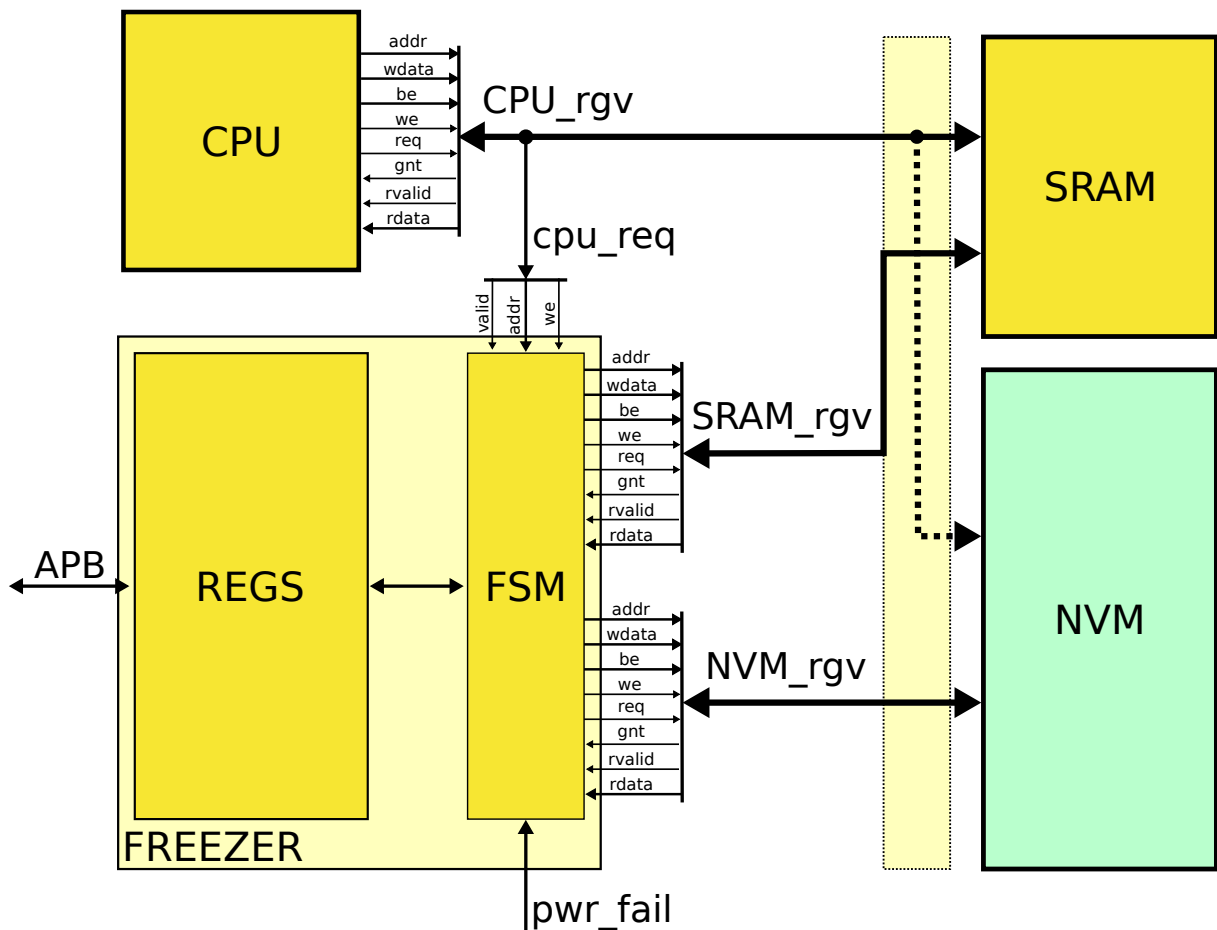 CPU
addr
wdata
be
we
req
gnt
rvalid
rdata
CPU_rgv
SRAM
cpu_req
valid
addr
we
FREEZER
REGS
APB
FSM
addr
wdata
be
we
req
gnt
rvalid
rdata
SRAM_rgv
addr
wdata
be
we
req
gnt
rvalid
rdata
NVM_rgv
NVM
pwr_fail